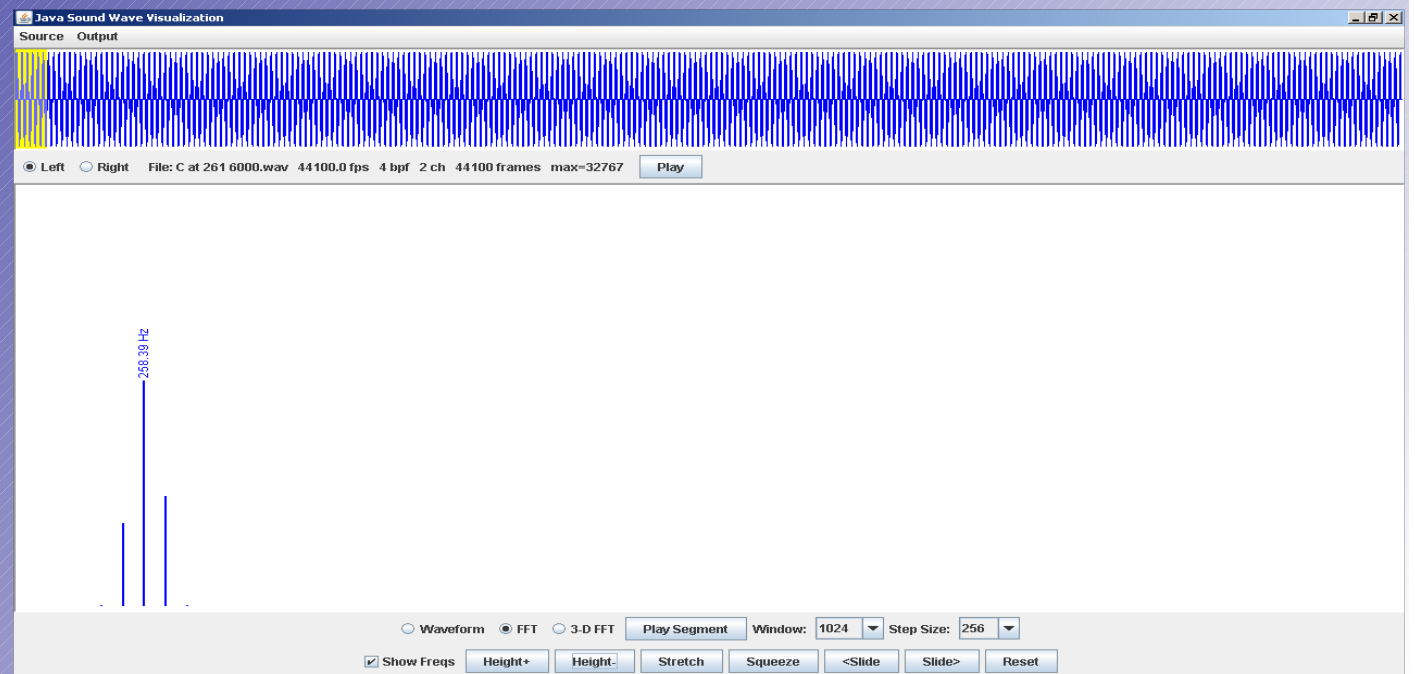 Java Sound Wave Visualization
Source Output
Left Right File: C at 261 6000.wav 44100.0 fps 4 bpf 2 ch 44100 frames max=32767 Play
258.39 Hz
Waveform FFT 3-D FFT Play Segment Window: 1024 Step Size: 256
Show Freqs Height+ Height- Stretch Squeeze <Slide Slide> Reset